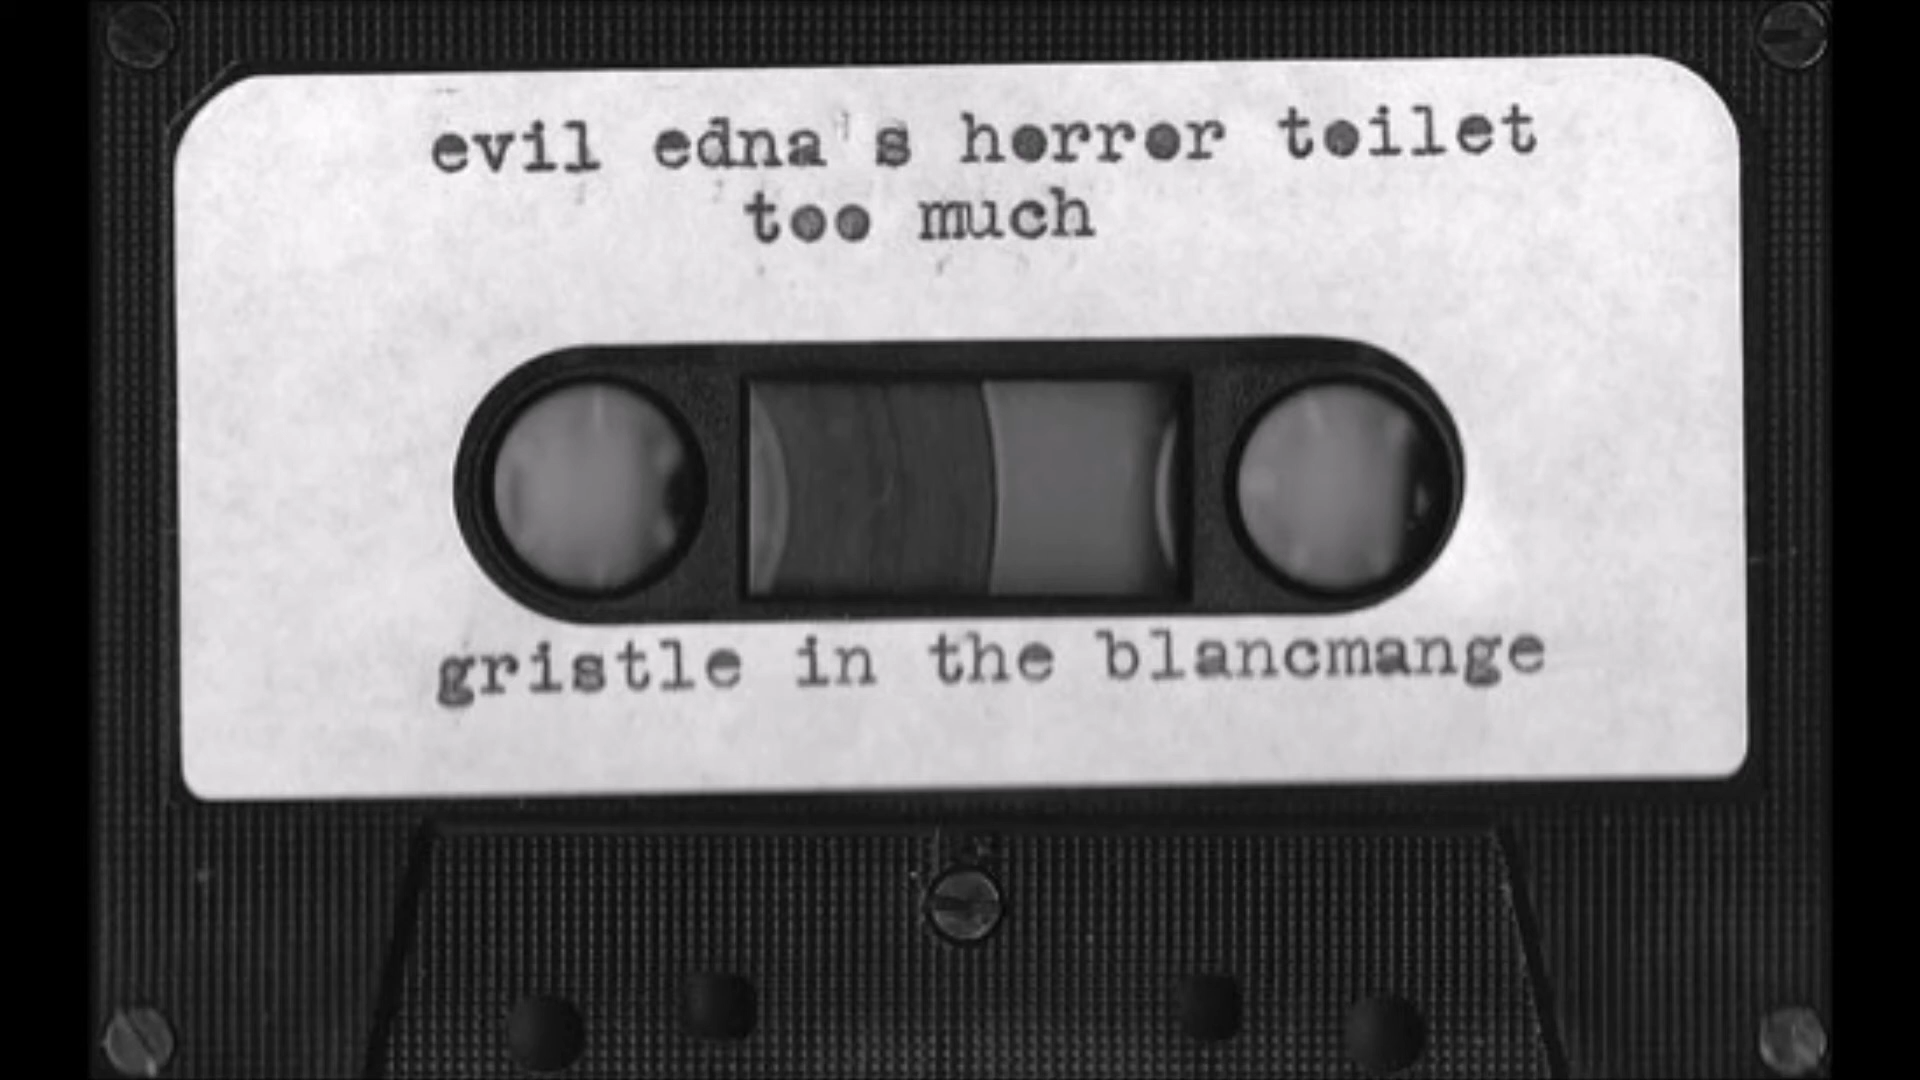 evil edna's horror toilet
too much
gristle in the blancmange